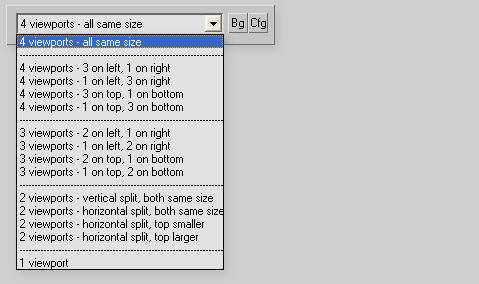 4 viewports - all same size
Bg
Cfg
4 viewports - all same size
4 viewports - 3 on left, 1 on right
4 viewports - 1 on left, 3 on right
4 viewports - 3 on top, 1 on bottom
4 viewports - 1 on top, 3 on bottom
3 viewports - 2 on left, 1 on right
3 viewports - 1 on left, 2 on right
3 viewports - 2 on top, 1 on bottom
3 viewports - 1 on top, 2 on bottom
2 viewports - vertical split, both same size
2 viewports - horizontal split, both same size
2 viewports - horizontal split, top smaller
2 viewports - horizontal split, top larger
1 viewport